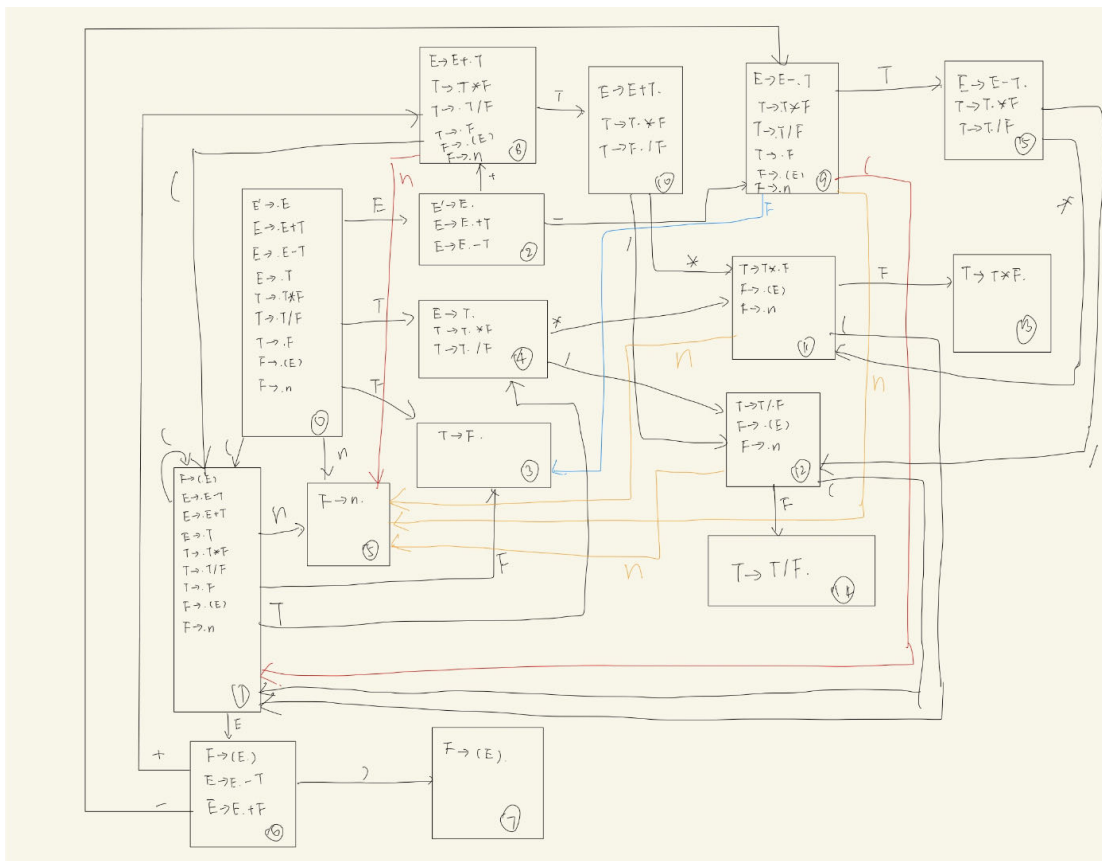 E→E+.T
T→.T*F
T→.T/F
T→.F
F→.(E)
F→.n
8
T
E→E+T.
T→T.*F
T→F./F
10
E→E-.T
T→.T*F
T→.T/F
T→.F
F→.(E)
F→.n
9
T
E→E-T.
T→T.*F
T→T./F
15
(
n
+
(
n
F
*
/
E'→.E
E→.E+T
E→.E-T
E→.T
T→.T*F
T→.T/F
T→.F
F→.(E)
F→.n
0
E
E'→E.
E→E.+T
E→E.-T
2
-
/
*
T→T*.F
F→.(E)
F→.n
11
F
T→T*F.
13
(
n
T
E→T.
T→T.*F
T→T./F
4
*
/
F
T→F.
3
T→T/.F
F→.(E)
F→.n
12
(
F
n
T→T/F.
14
(
(
n
F→(E)
E→.E-T
E→.E+T
E→.T
T→.T*F
T→.T/F
T→.F
F→.(E)
F→.n
1
n
F→n.
5
F
T
E
+
-
F→(E.)
E→E.-T
E→E.+F
6
)
F→(E).
7